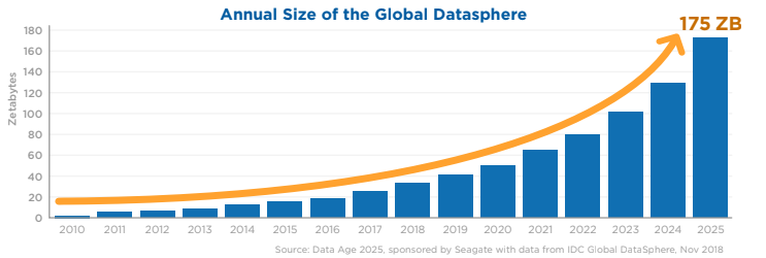 Annual Size of the Global Datasphere
175 ZB
Zetabytes
180
160
140
120
100
80
60
40
20
0
2010 2011 2012 2013 2014 2015 2016 2017 2018 2019 2020 2021 2022 2023 2024 2025
Source: Data Age 2025, sponsored by Seagate with data from IDC Global DataSphere, Nov 2018